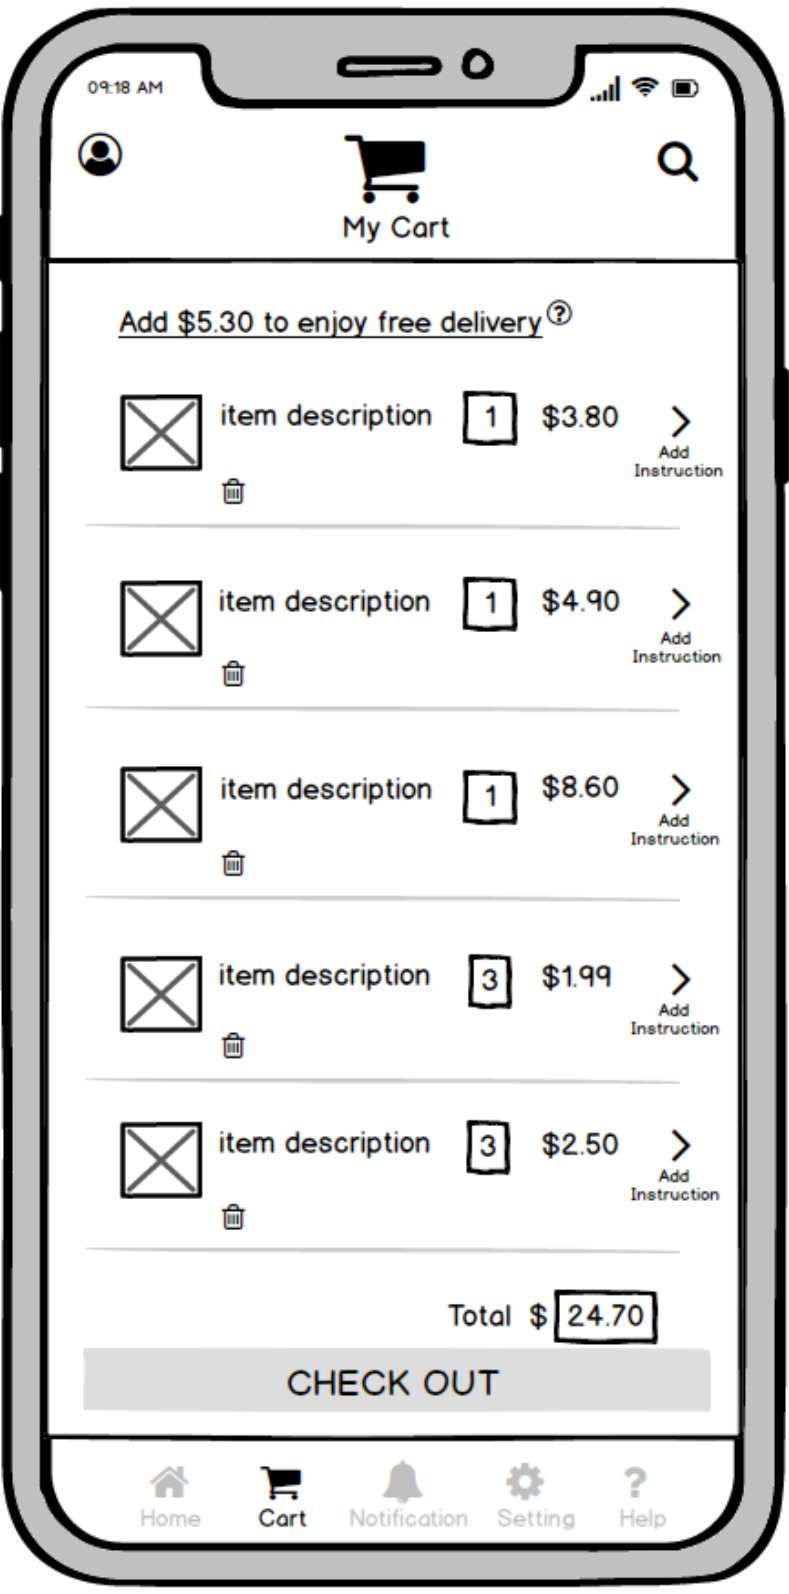 09:18 AM
My Cart
Add $5.30 to enjoy free delivery ?
item description 1 $3.80
Add
Instruction
item description 1 $4.90
Add
Instruction
item description 1 $8.60
Add
Instruction
item description 3 $1.99
Add
Instruction
item description 3 $2.50
Add
Instruction
Total $ 24.70
CHECK OUT
?
Home Cart Notification Setting Help